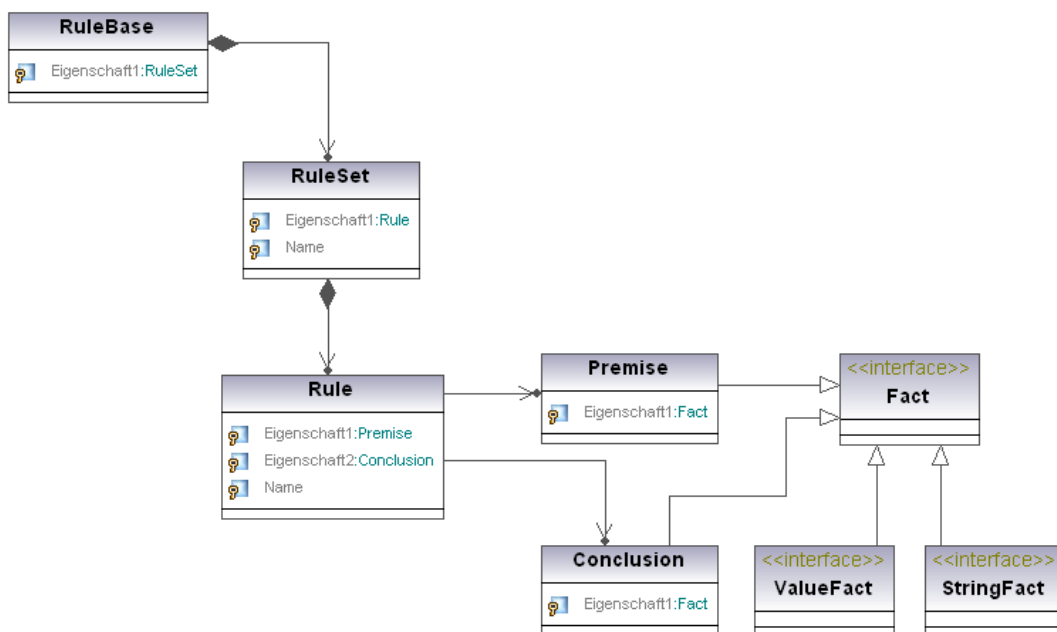 RuleBase
Eigenschaft1:RuleSet
RuleSet
Eigenschaft1:Rule
Name
Rule
Eigenschaft1:Premise
Eigenschaft2:Conclusion
Name
Premise
Eigenschaft1:Fact
<<interface>>
Fact
Conclusion
Eigenschaft1:Fact
<<interface>>
ValueFact
<<interface>>
StringFact